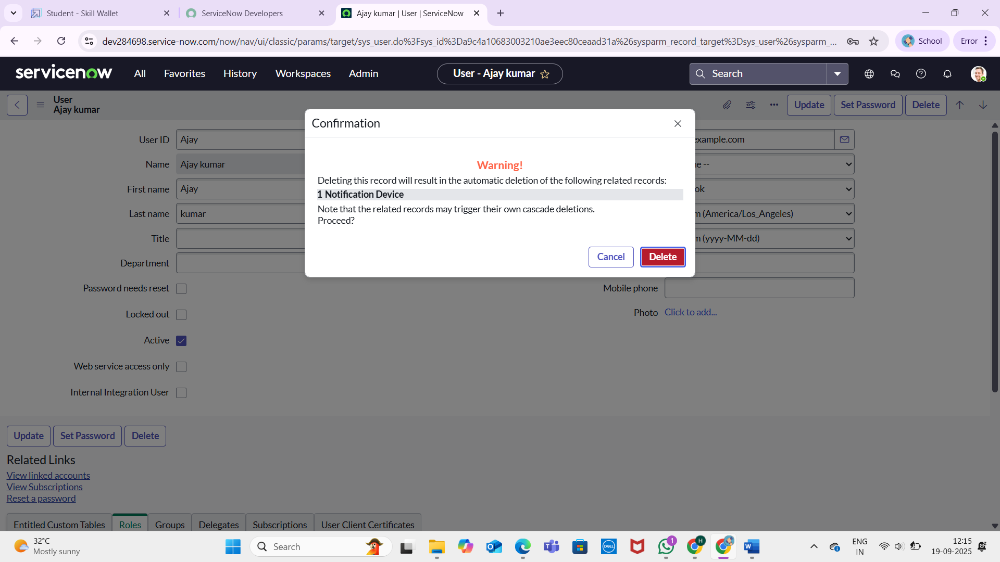 Student - Skill Wallet
ServiceNow Developers
Ajay kumar | User | ServiceNow
dev284698.service-now.com/now/nav/ui/classic/params/target/sys_user.do%3Fsys_id%3Da9c4a10683003210ae3eec80ceaad31a%26sysparm_record_target%3Dsys_user%26sysparm_...
School
Error
servicenow
All
Favorites
History
Workspaces
Admin
User - Ajay kumar
Search
User
Ajay kumar
Update
Set Password
Delete
Confirmation
Warning!
Deleting this record will result in the automatic deletion of the following related records:
1 Notification Device
Note that the related records may trigger their own cascade deletions.
Proceed?
Cancel
Delete
User ID
Ajay
Name
Ajay kumar
First name
Ajay
Last name
kumar
Title
Department
Password needs reset
Locked out
Active
Web service access only
Internal Integration User
example.com
ne --
ok
m (America/Los_Angeles)
m (yyyy-MM-dd)
Mobile phone
Photo
Click to add...
Update
Set Password
Delete
Related Links
View linked accounts
View Subscriptions
Reset a password
Entitled Custom Tables
Roles
Groups
Delegates
Subscriptions
User Client Certificates
32°C
Mostly sunny
Search
DELL
1
H
W
ENG
IN
12:15
19-09-2025